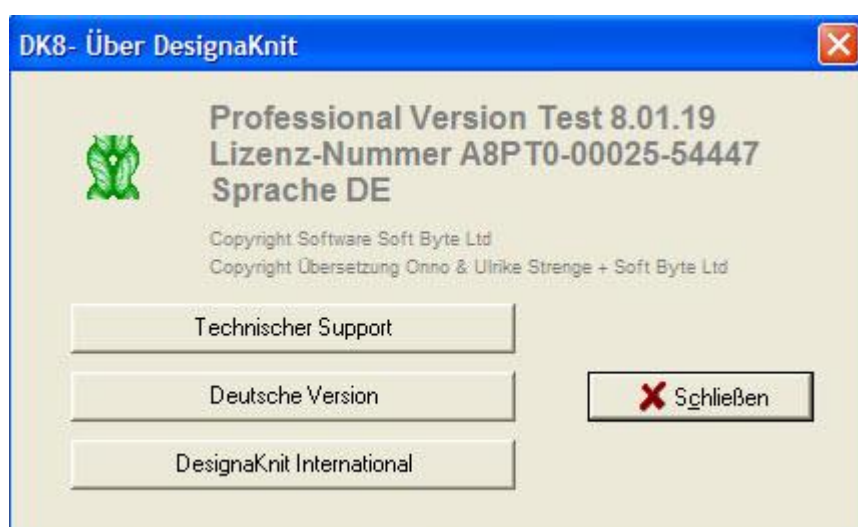 DK8- Über DesignaKnit
Professional Version Test 8.01.19
Lizenz-Nummer A8PT0-00025-54447
Sprache DE
Copyright Software Soft Byte Ltd
Copyright Übersetzung Onno & Ulrike Strenge + Soft Byte Ltd
Technischer Support
Deutsche Version
Schließen
DesignaKnit International